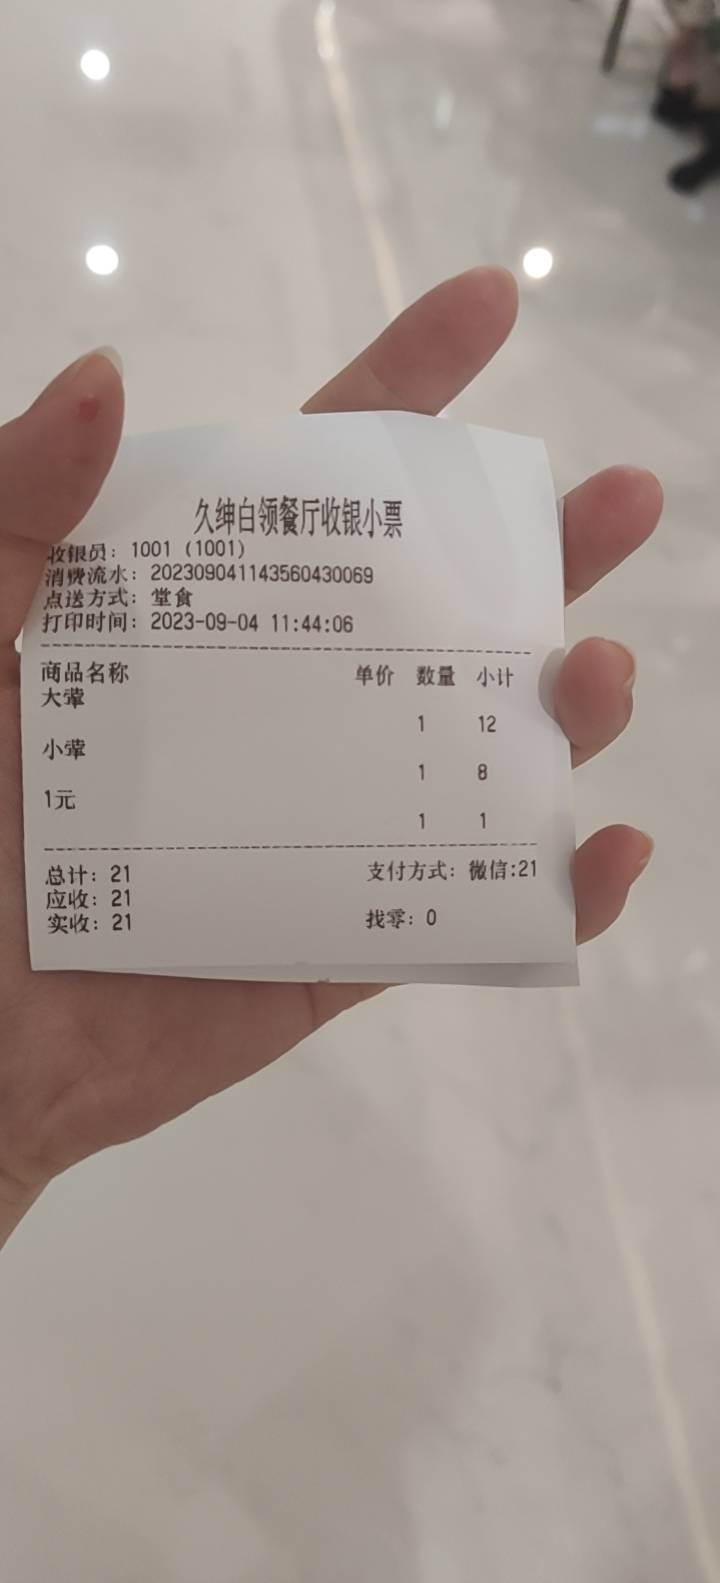 久绅白领餐厅收银小票
收银员：1001 (1001)
消费流水：202309041143560430069
点送方式：堂食
打印时间：2023-09-04 11:44:06
商品名称 单价 数量 小计
大荤
1 12
小荤
1 8
1元
1 1
总计：21 支付方式：微信:21
应收：21
实收：21 找零：0